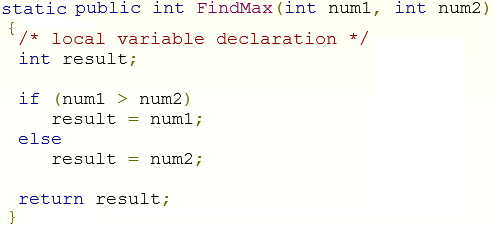 static public int FindMax(int num1, int num2)
{
/* local variable declaration */
int result;
if (num1 > num2)
result = num1;
else
result = num2;
return result;
}